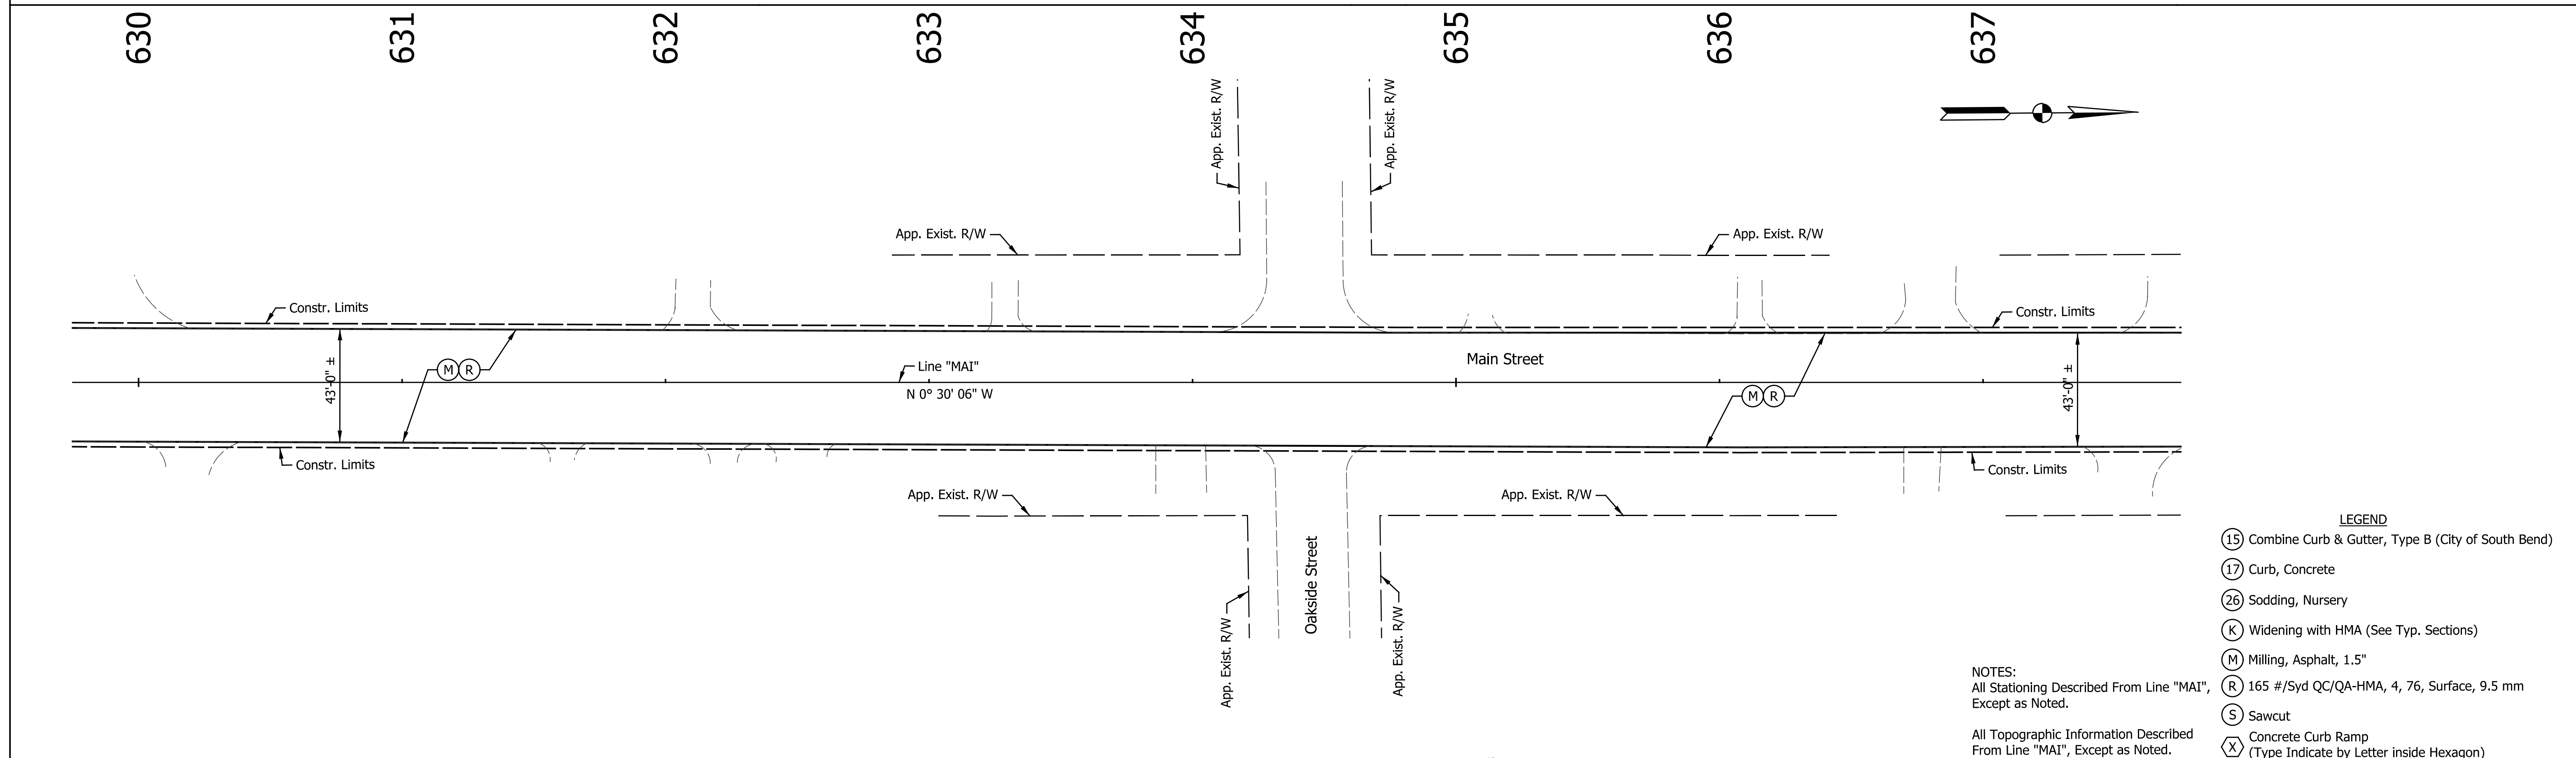 630
631
632
633
634
635
636
637
App. Exist. R/W
App. Exist. R/W
App. Exist. R/W
App. Exist. R/W
Constr. Limits
Constr. Limits
43'-0" ±
M R
Line "MAI"
N 0° 30' 06" W
Main Street
M R
43'-0" ±
Constr. Limits
Constr. Limits
App. Exist. R/W
App. Exist. R/W
App. Exist. R/W
Oakside Street
App. Exist. R/W
NOTES:
All Stationing Described From Line "MAI",
Except as Noted.
All Topographic Information Described
From Line "MAI", Except as Noted.
LEGEND
15 Combine Curb & Gutter, Type B (City of South Bend)
17 Curb, Concrete
26 Sodding, Nursery
K Widening with HMA (See Typ. Sections)
M Milling, Asphalt, 1.5"
R 165 #/Syd QC/QA-HMA, 4, 76, Surface, 9.5 mm
S Sawcut
X Concrete Curb Ramp
(Type Indicate by Letter inside Hexagon)